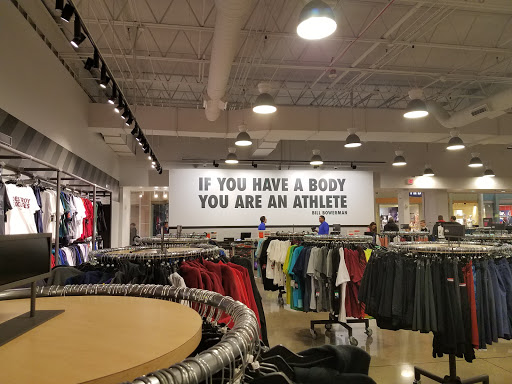 IF YOU HAVE A BODY
YOU ARE AN ATHLETE
BILL BOWERMAN